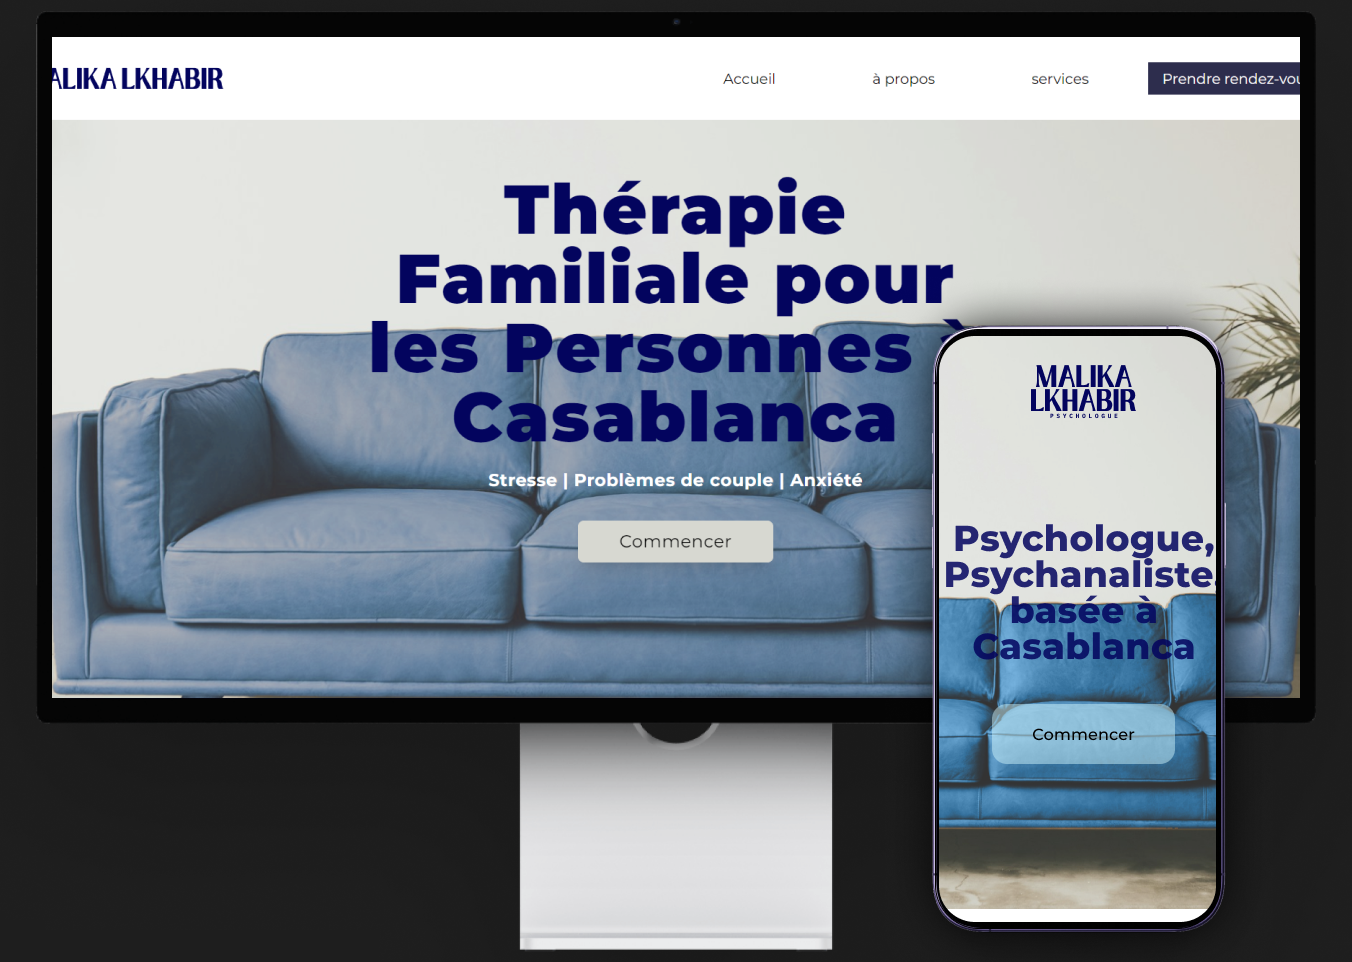 ALIKA LKHABIR
Accueil
à propos
services
Prendre rendez-vou
Thérapie
Familiale pour
les Personnes à
Casablanca
Stresse | Problèmes de couple | Anxiété
Commencer
MALIKA
LKHABIR
PSYCHOLOGUE
Psychologue,
Psychanaliste,
basée à
Casablanca
Commencer